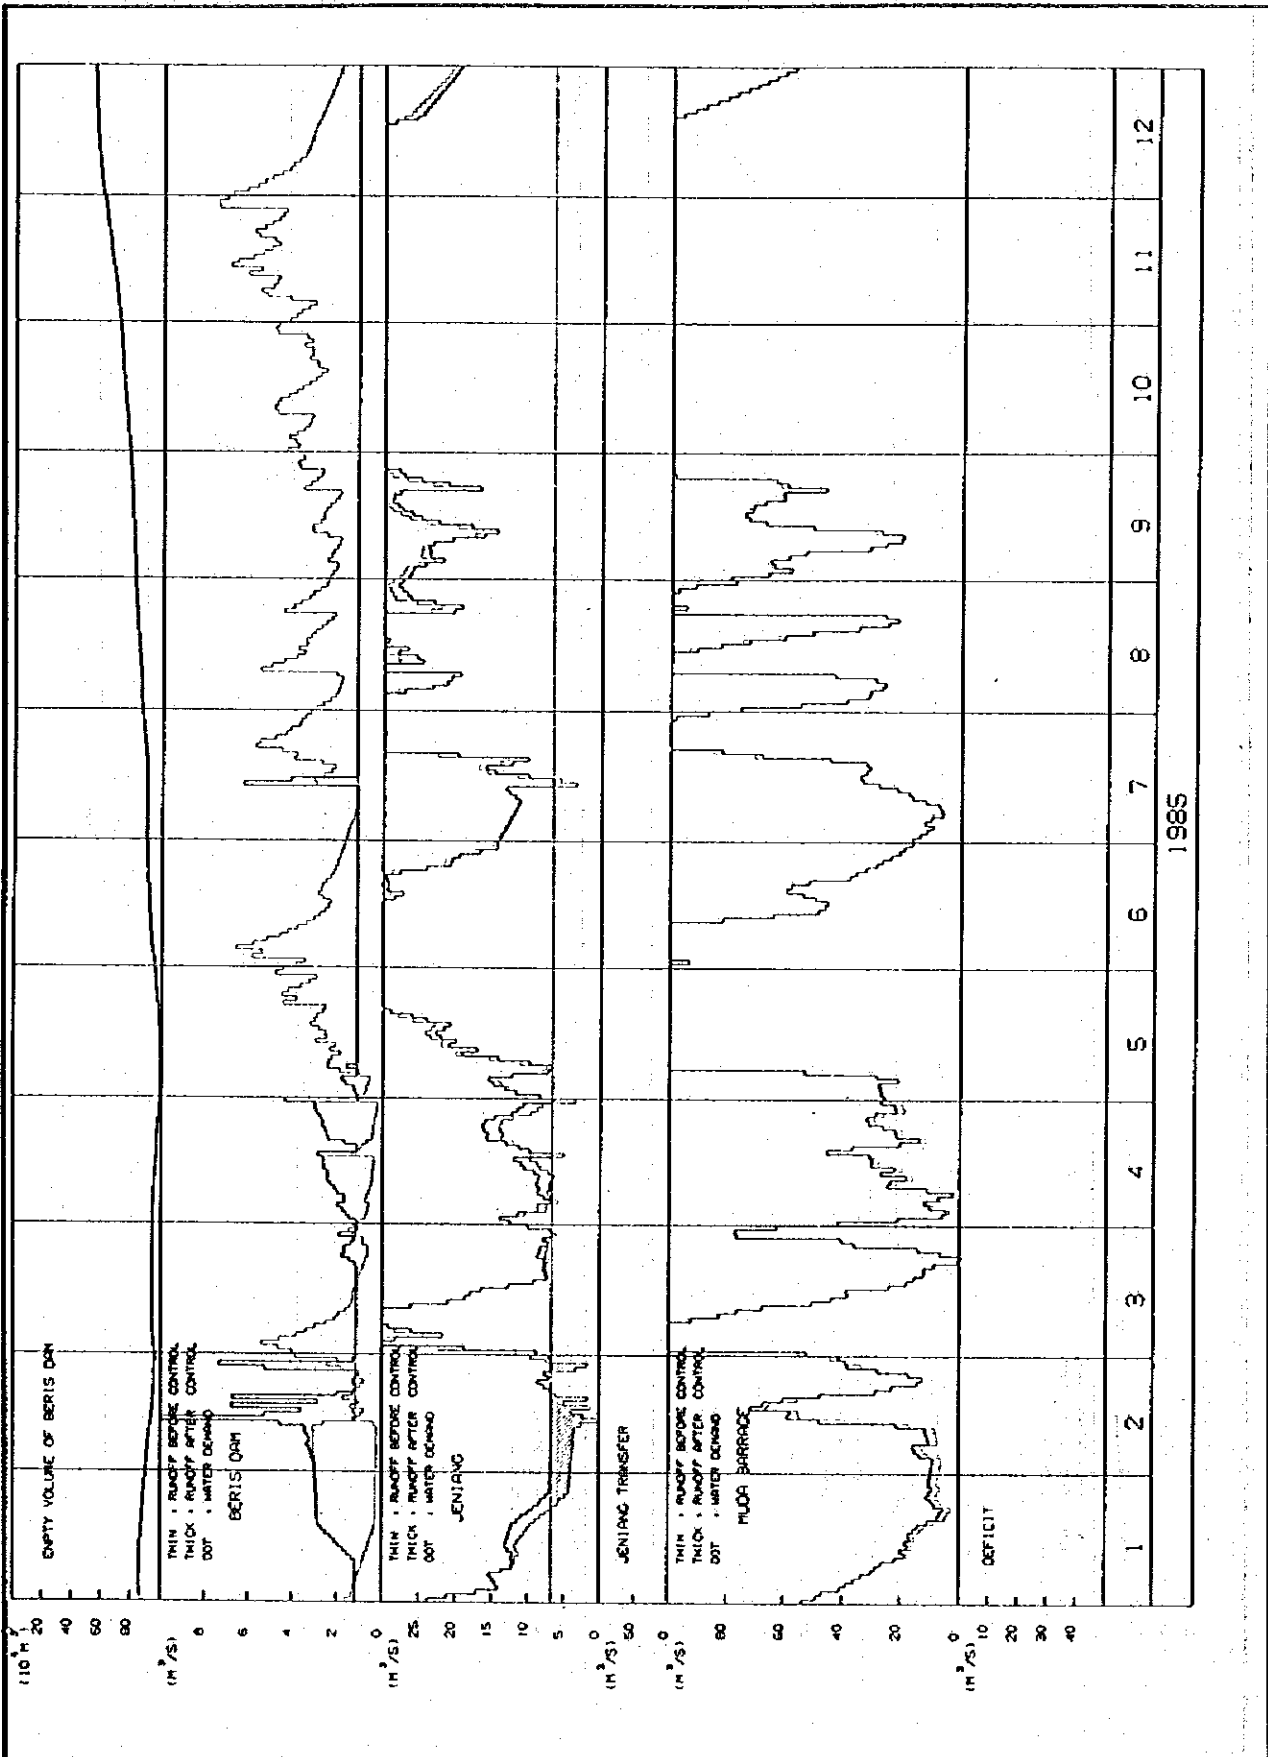 EMPTY VOLUME OF BERIS DAM
(10⁶ M³)
20
40
60
80
THIN : RUNOFF BEFORE CONTROL
THICK : RUNOFF AFTER CONTROL
DOT : WATER DEMAND
BERIS DAM
(M³/S)
8
6
4
2
0
THIN : RUNOFF BEFORE CONTROL
THICK : RUNOFF AFTER CONTROL
DOT : WATER DEMAND
JENIANG
(M³/S)
25
20
15
10
5
0
JENIANG TRANSFER
(M³/S)
50
0
THIN : RUNOFF BEFORE CONTROL
THICK : RUNOFF AFTER CONTROL
DOT : WATER DEMAND
MUDA BARRAGE
(M³/S)
80
60
40
20
0
DEFICIT
(M³/S)
10
20
30
40
1 2 3 4 5 6 7 8 9 10 11 12
1985